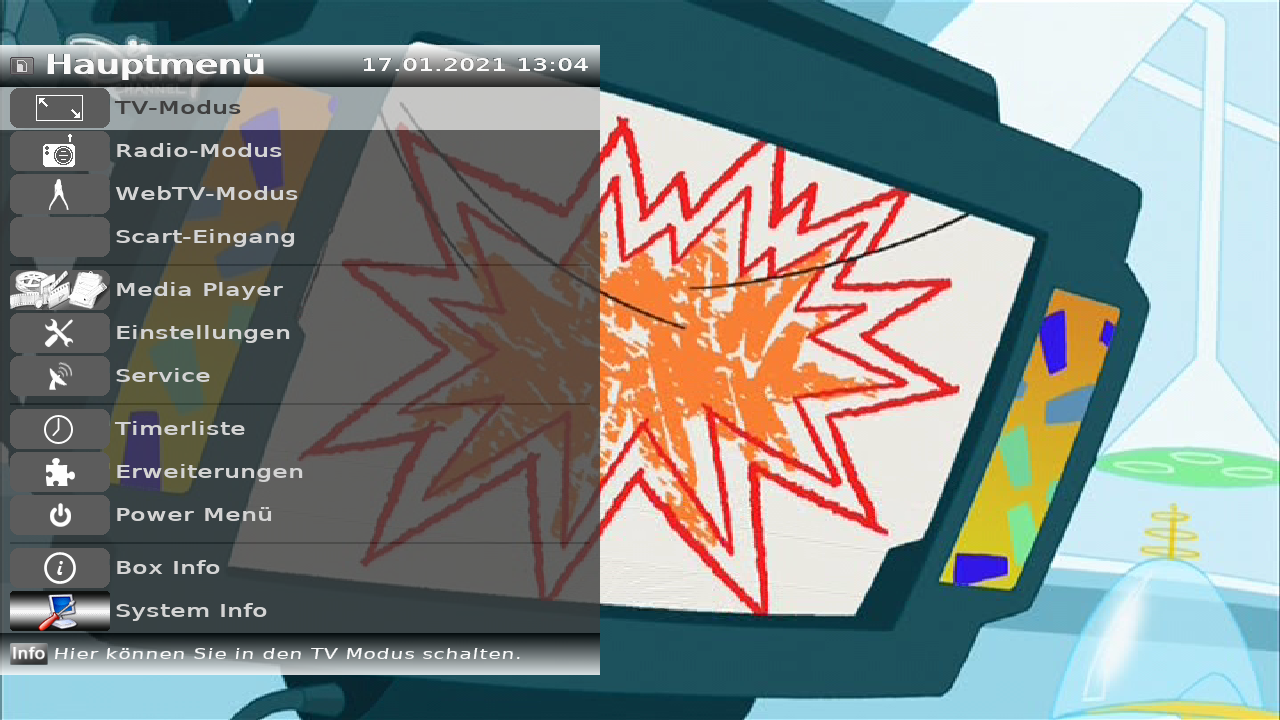 Hauptmenü 17.01.2021 13:04
TV-Modus
Radio-Modus
WebTV-Modus
Scart-Eingang
Media Player
Einstellungen
Service
Timerliste
Erweiterungen
Power Menü
Box Info
System Info
Info Hier können Sie in den TV Modus schalten.